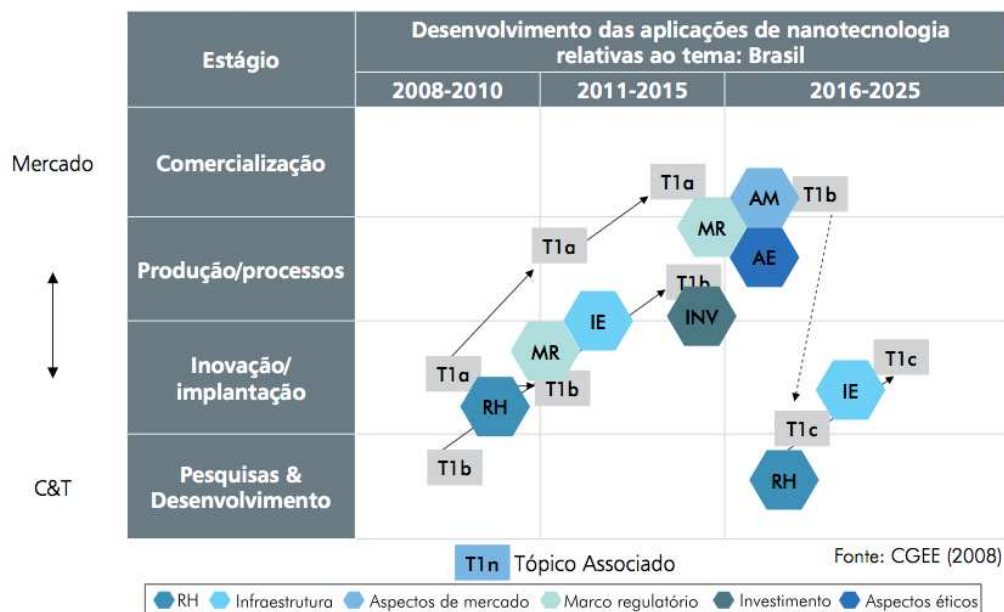 Estágio
Desenvolvimento das aplicações de nanotecnologia
relativas ao tema: Brasil
2008-2010
2011-2015
2016-2025
Mercado
Comercialização
T1a
AM
T1b
MR
T1a
AE
Produção/processos
T1b
IE
INV
MR
T1c
Inovação/
implantação
T1a
T1b
IE
RH
T1c
C&T
Pesquisas &
Desenvolvimento
T1b
RH
T1n Tópico Associado
Fonte: CGEE (2008)
RH Infraestrutura Aspectos de mercado Marco regulatório Investimento Aspectos éticos